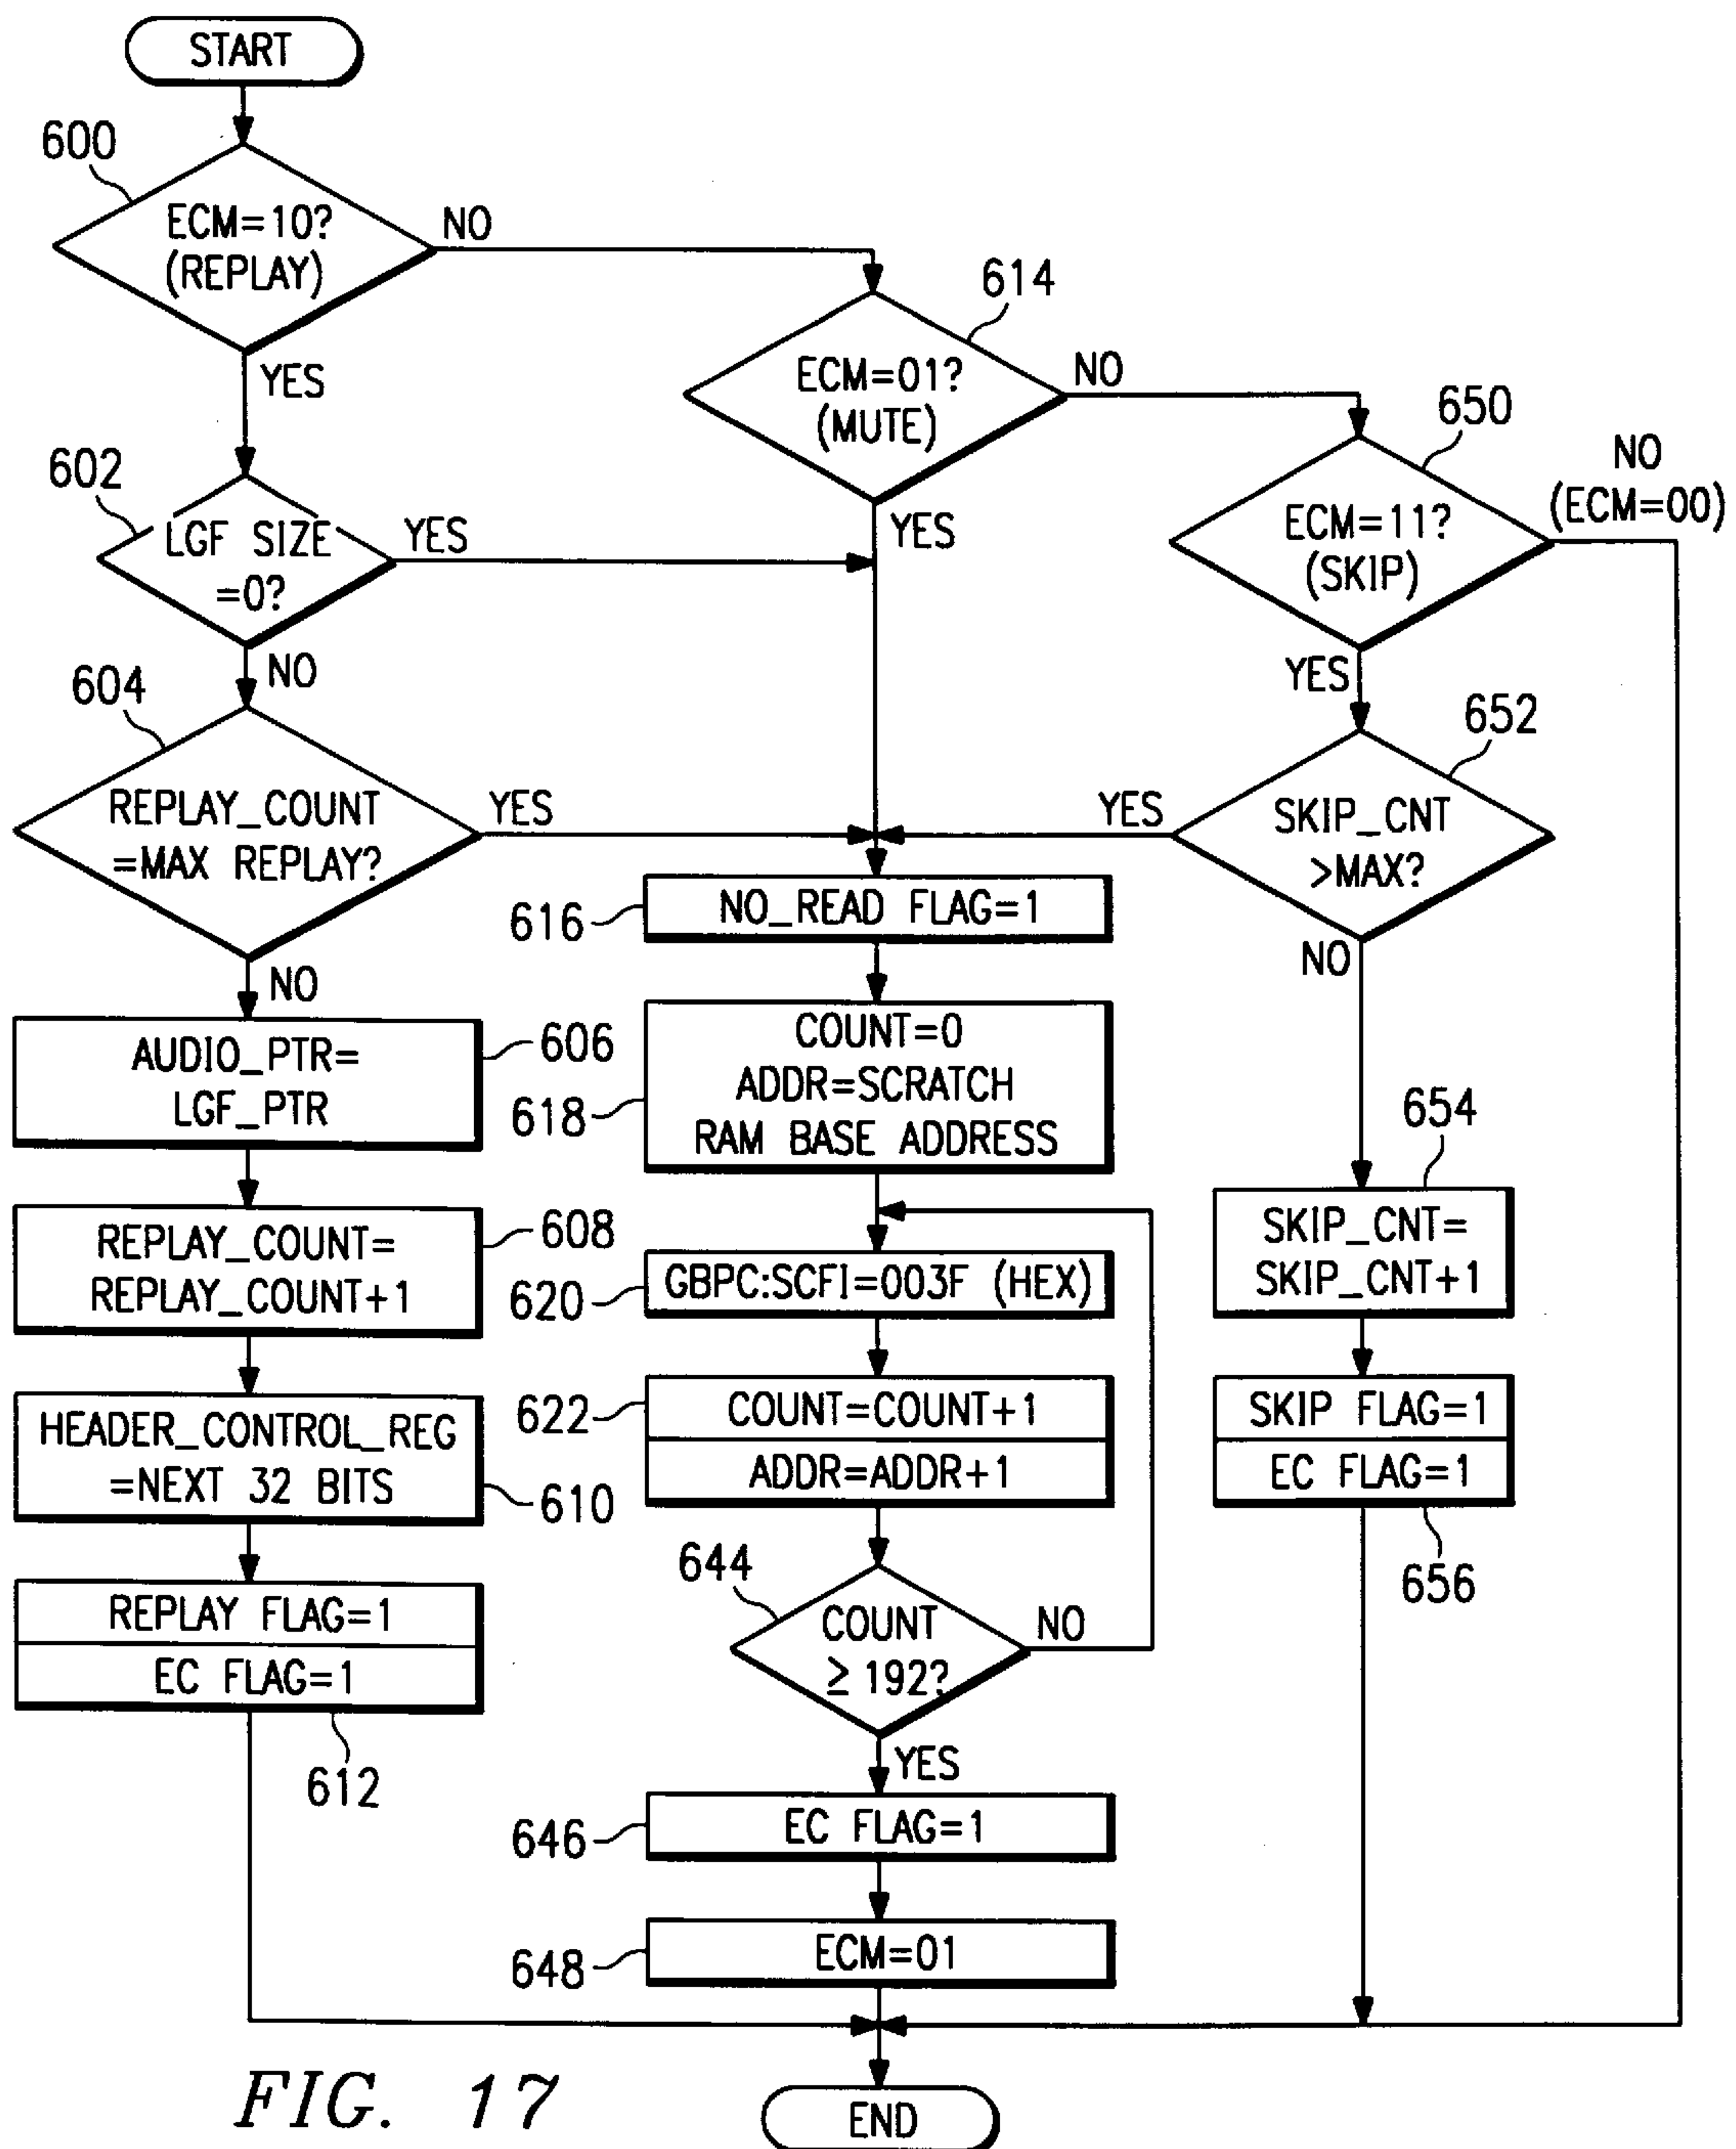 START
600
ECM=10?
(REPLAY)
NO
YES
614
ECM=01?
(MUTE)
NO
YES
650
ECM=11?
(SKIP)
NO
(ECM=00)
YES
602
LGF SIZE
=0?
YES
NO
604
REPLAY_COUNT
=MAX REPLAY?
YES
NO
652
SKIP_CNT
>MAX?
YES
NO
616
NO_READ FLAG=1
606
AUDIO_PTR=
LGF_PTR
618
COUNT=0
ADDR=SCRATCH
RAM BASE ADDRESS
654
SKIP_CNT=
SKIP_CNT+1
608
REPLAY_COUNT=
REPLAY_COUNT+1
620
GBPC:SCFI=003F (HEX)
622
COUNT=COUNT+1
ADDR=ADDR+1
SKIP FLAG=1
EC FLAG=1
656
HEADER_CONTROL_REG
=NEXT 32 BITS
610
644
COUNT
≥ 192?
NO
YES
REPLAY FLAG=1
EC FLAG=1
612
646
EC FLAG=1
648
ECM=01
END
FIG. 17